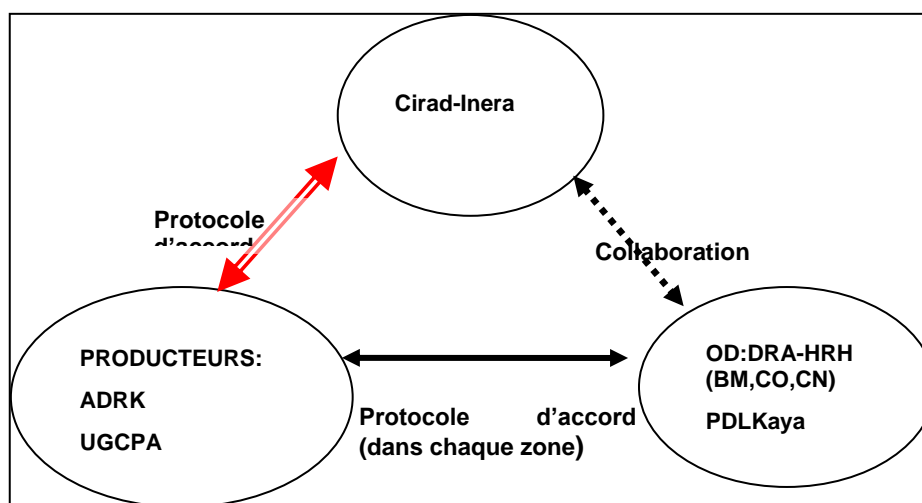 Cirad-Inera
Protocole
d'accord
Collaboration
PRODUCTEURS:
ADRK
UGCPA
OD:DRA-HRH
(BM,CO,CN)
PDLKaya
Protocole d'accord
(dans chaque zone)